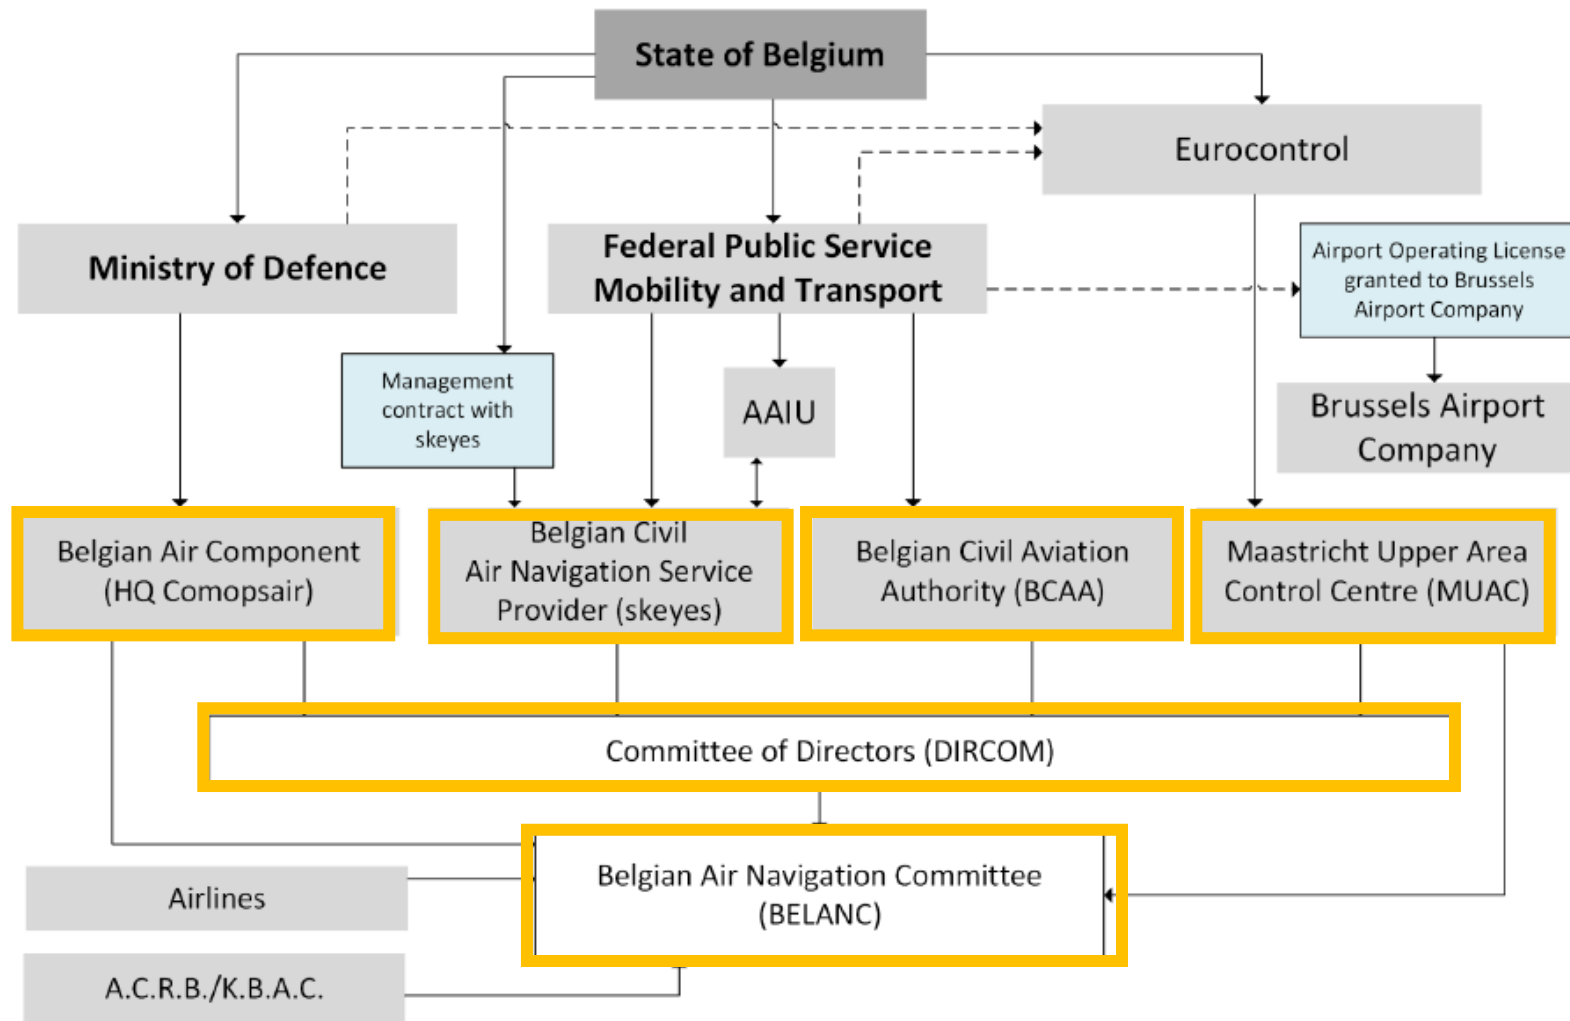 State of Belgium
Eurocontrol
Ministry of Defence
Federal Public Service
Mobility and Transport
Airport Operating License
granted to Brussels
Airport Company
Management
contract with
skeyes
AAIU
Brussels Airport
Company
Belgian Air Component
(HQ Comopsair)
Belgian Civil
Air Navigation Service
Provider (skeyes)
Belgian Civil Aviation
Authority (BCAA)
Maastricht Upper Area
Control Centre (MUAC)
Committee of Directors (DIRCOM)
Belgian Air Navigation Committee
(BELANC)
Airlines
A.C.R.B./K.B.A.C.